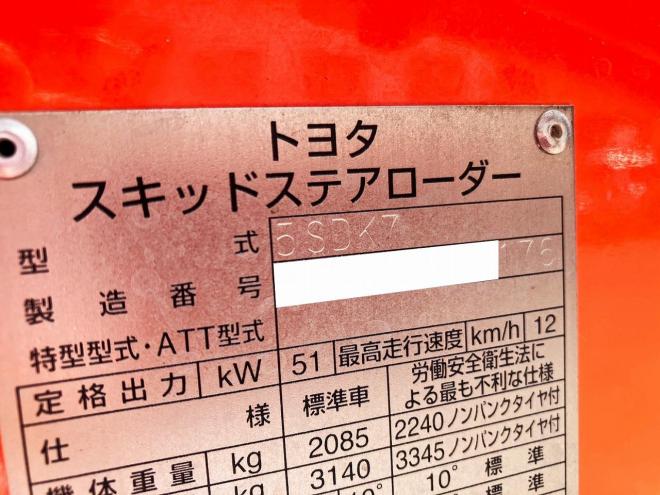 トヨタ
スキッドステアローダー
型式 5SDK7
製造番号 176
特型型式・ATT型式
定格出力 kW 51 最高走行速度 km/h 12
仕様 標準車 労働安全衛生法による最も不利な仕様
機体重量 kg 2085 2240 ノンパンクタイヤ付
kg 3140 3345 ノンパンクタイヤ付
10° 10° 標準
標準